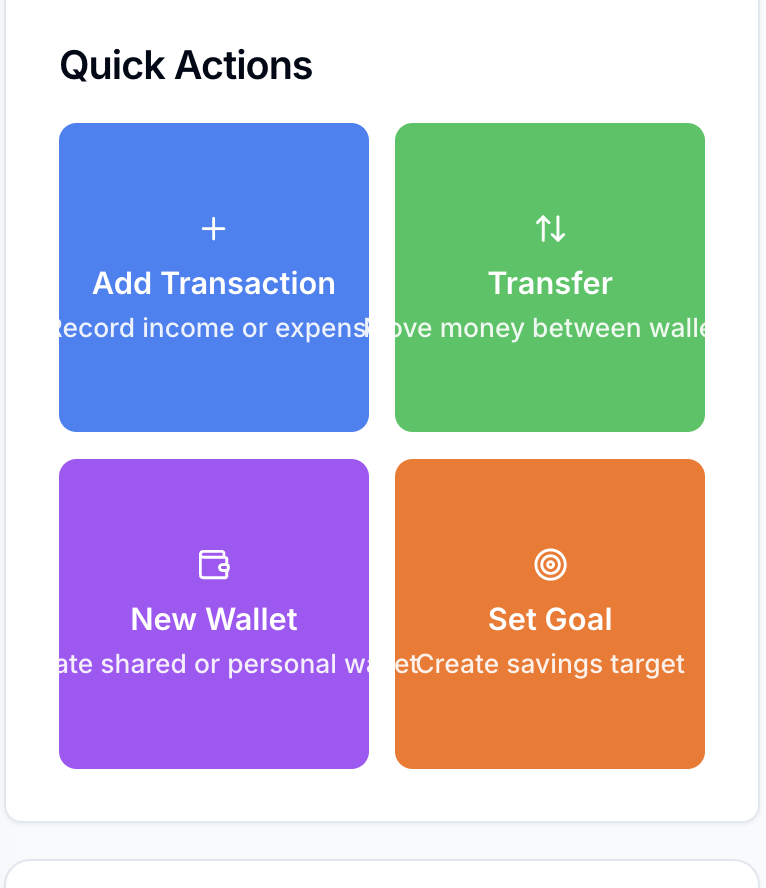 Quick Actions
Add Transaction
Transfer
Record income or expens
ove money between walle
New Wallet
Set Goal
ate shared or personal wallet
Create savings target